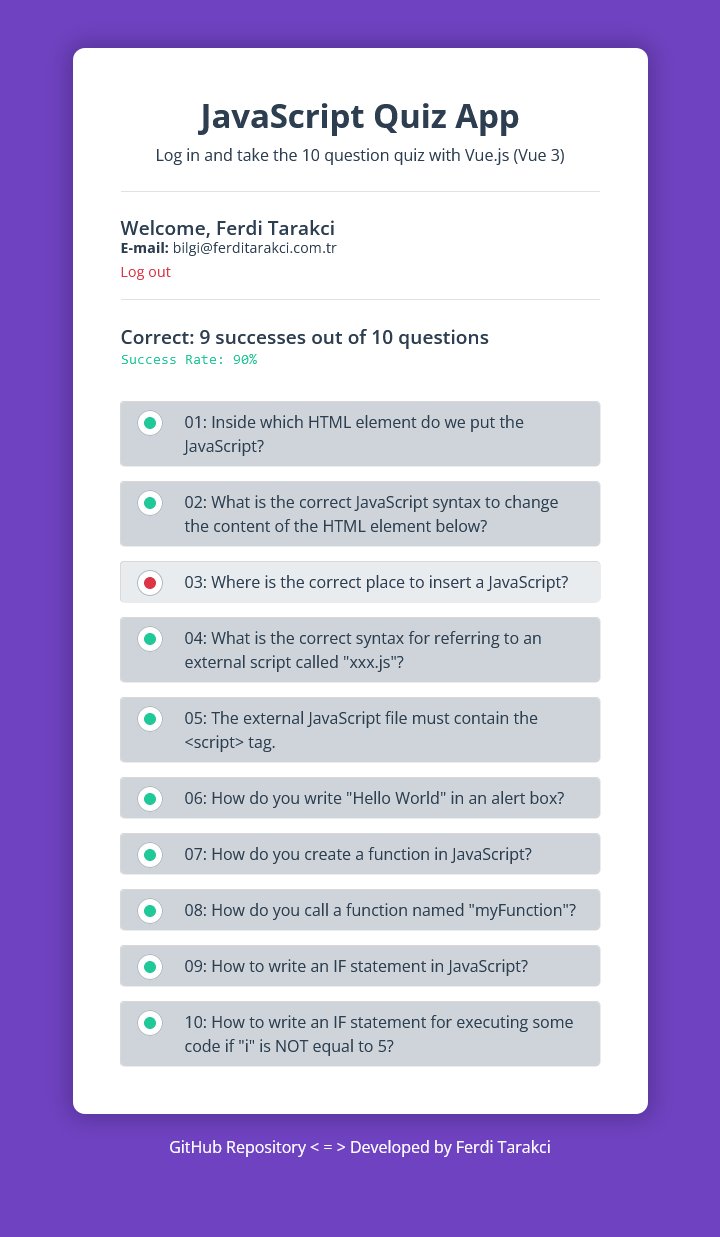 JavaScript Quiz App
Log in and take the 10 question quiz with Vue.js (Vue 3)
Welcome, Ferdi Tarakci
E-mail: bilgi@ferditarakci.com.tr
Log out
Correct: 9 successes out of 10 questions
Success Rate: 90%
01: Inside which HTML element do we put the
JavaScript?
02: What is the correct JavaScript syntax to change
the content of the HTML element below?
03: Where is the correct place to insert a JavaScript?
04: What is the correct syntax for referring to an
external script called "xxx.js"?
05: The external JavaScript file must contain the
<script> tag.
06: How do you write "Hello World" in an alert box?
07: How do you create a function in JavaScript?
08: How do you call a function named "myFunction"?
09: How to write an IF statement in JavaScript?
10: How to write an IF statement for executing some
code if "i" is NOT equal to 5?
GitHub Repository < = > Developed by Ferdi Tarakci